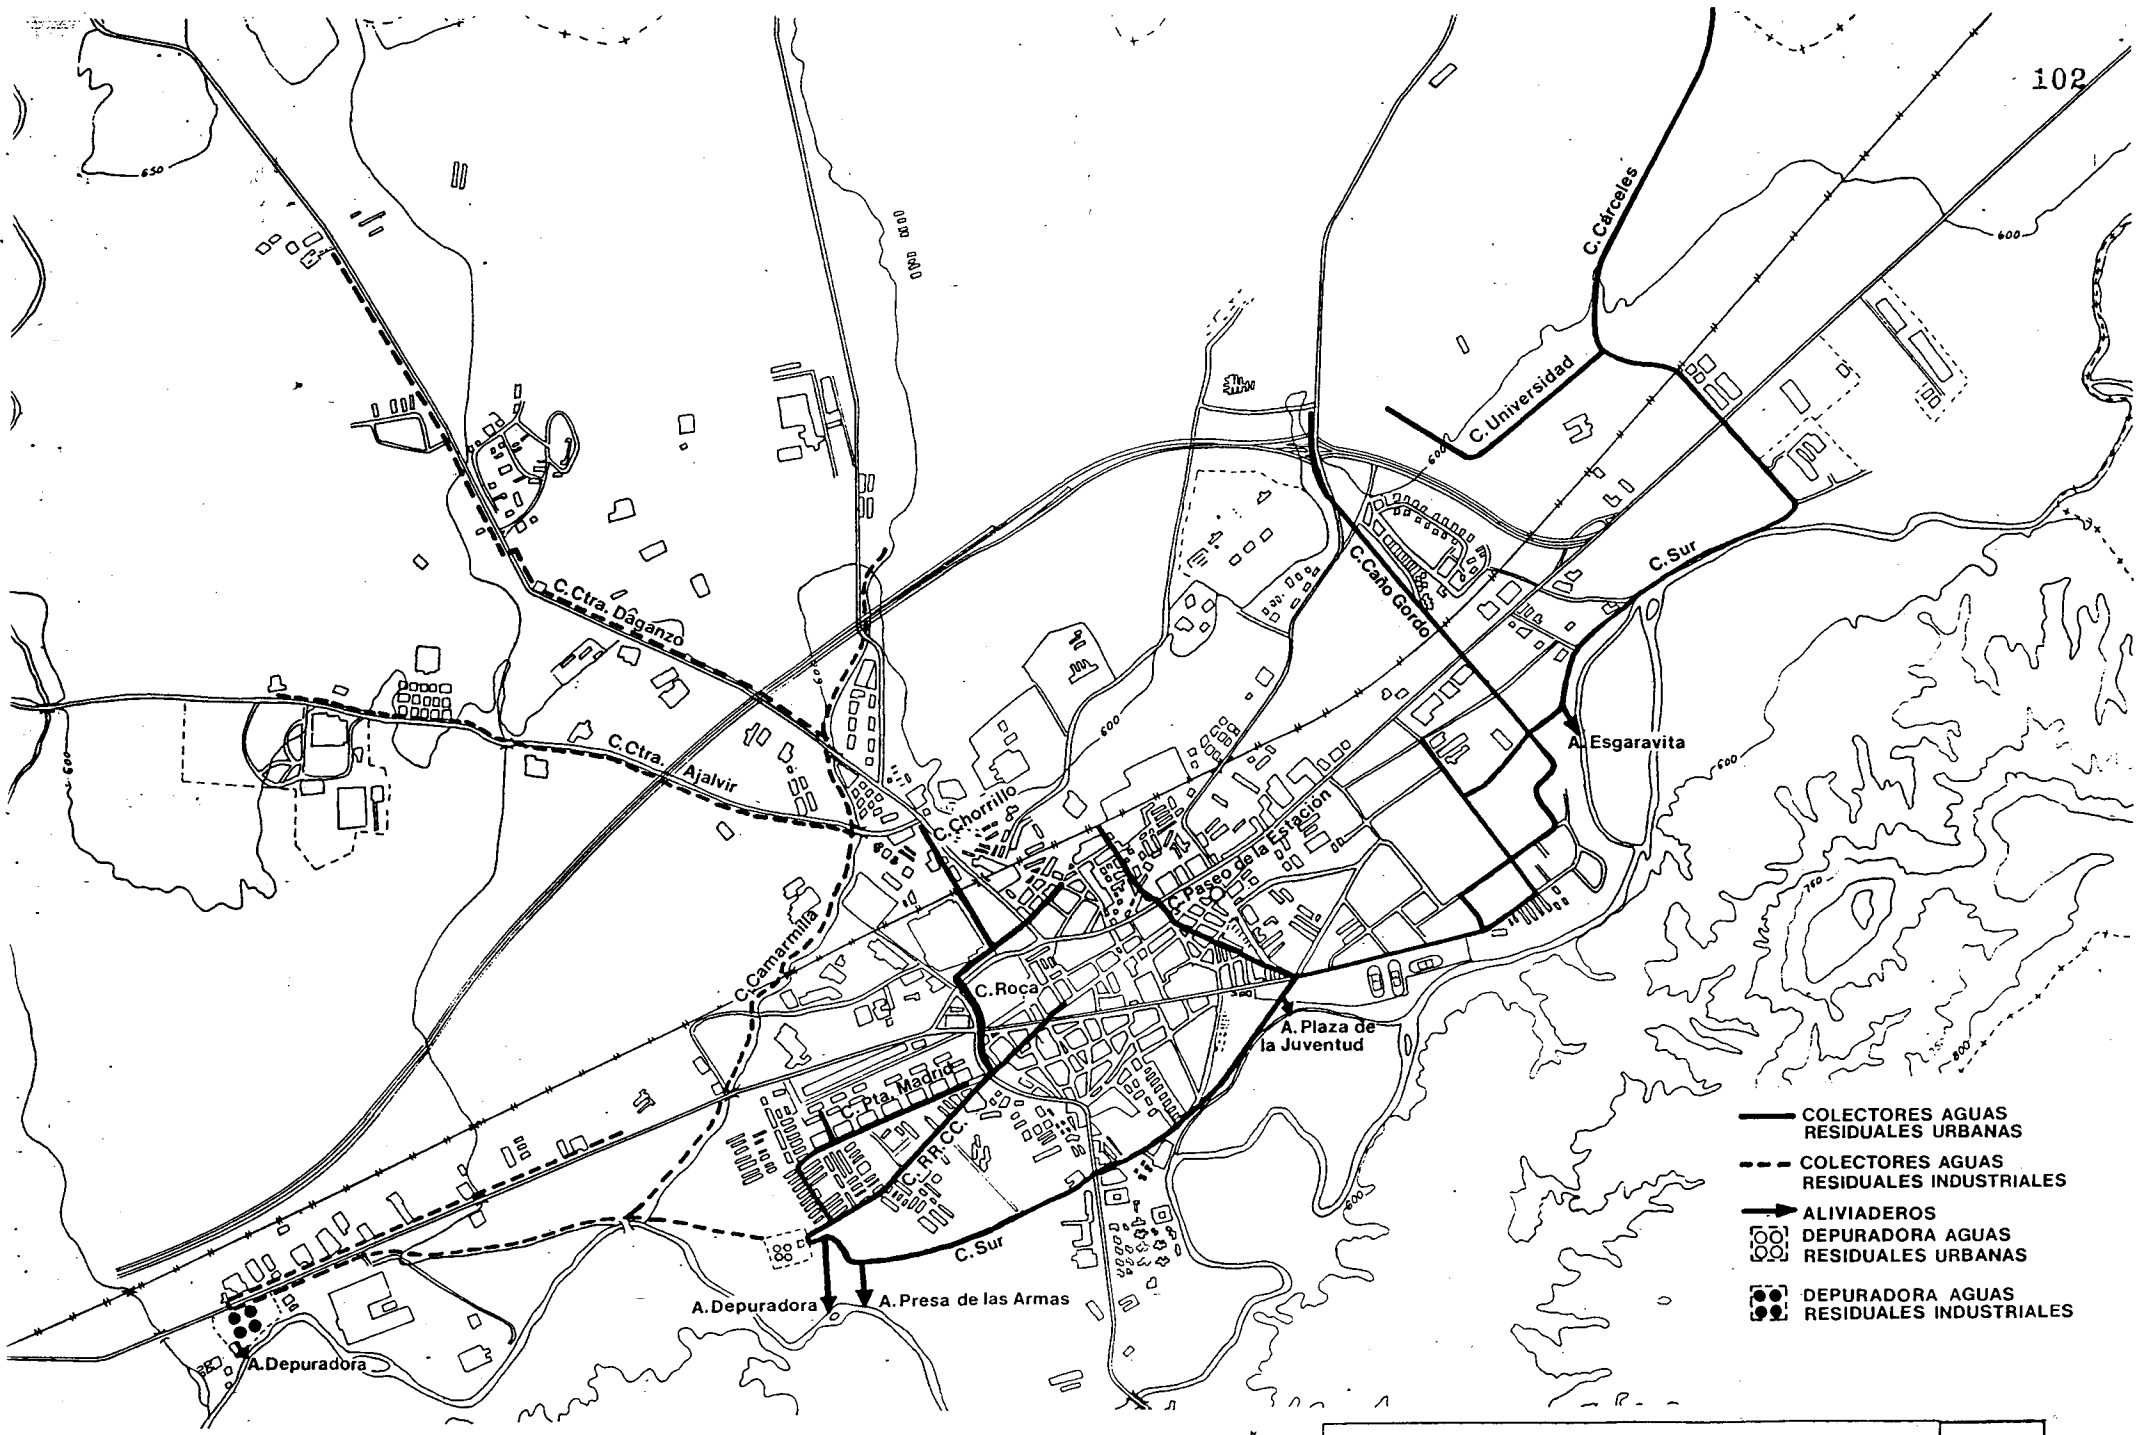 102
650
C. Cárceles
600
C. Universidad
600
C. Sur
C. Caño Gordo
C. Ctra. Daganzo
600
600
C. Ctra. Ajalvir
A. Esgaravita
600
600
C. Chorrillo
C. Paseo de la Estación
700
C. Camarmilla
C. Roca
A. Plaza de
la Juventud
800
C. Pta. Madrid
C. RR.CC.
600
C. Sur
A. Depuradora
A. Presa de las Armas
A. Depuradora
COLECTORES AGUAS
RESIDUALES URBANAS
COLECTORES AGUAS
RESIDUALES INDUSTRIALES
ALIVIADEROS
DEPURADORA AGUAS
RESIDUALES URBANAS
DEPURADORA AGUAS
RESIDUALES INDUSTRIALES